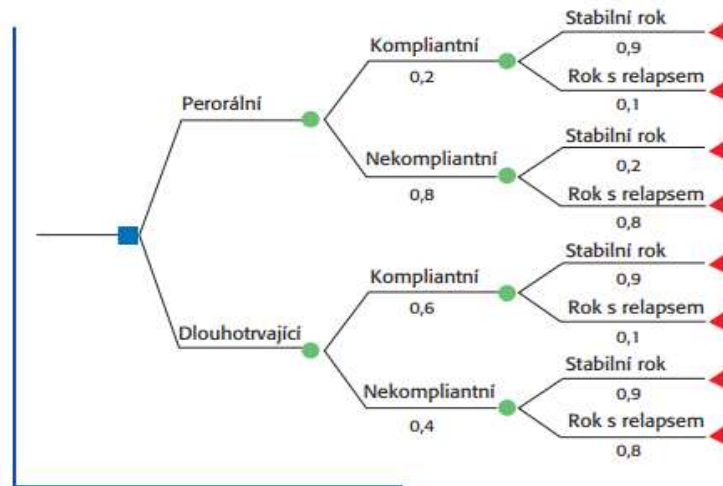 Stabilní rok
Kompliantní
0,9
0,2
Rok s relapsem
Perorální
0,1
Stabilní rok
Nekompliantní
0,2
0,8
Rok s relapsem
0,8
Stabilní rok
Kompliantní
0,9
0,6
Rok s relapsem
Dlouhotrvající
0,1
Stabilní rok
Nekompliantní
0,9
0,4
Rok s relapsem
0,8